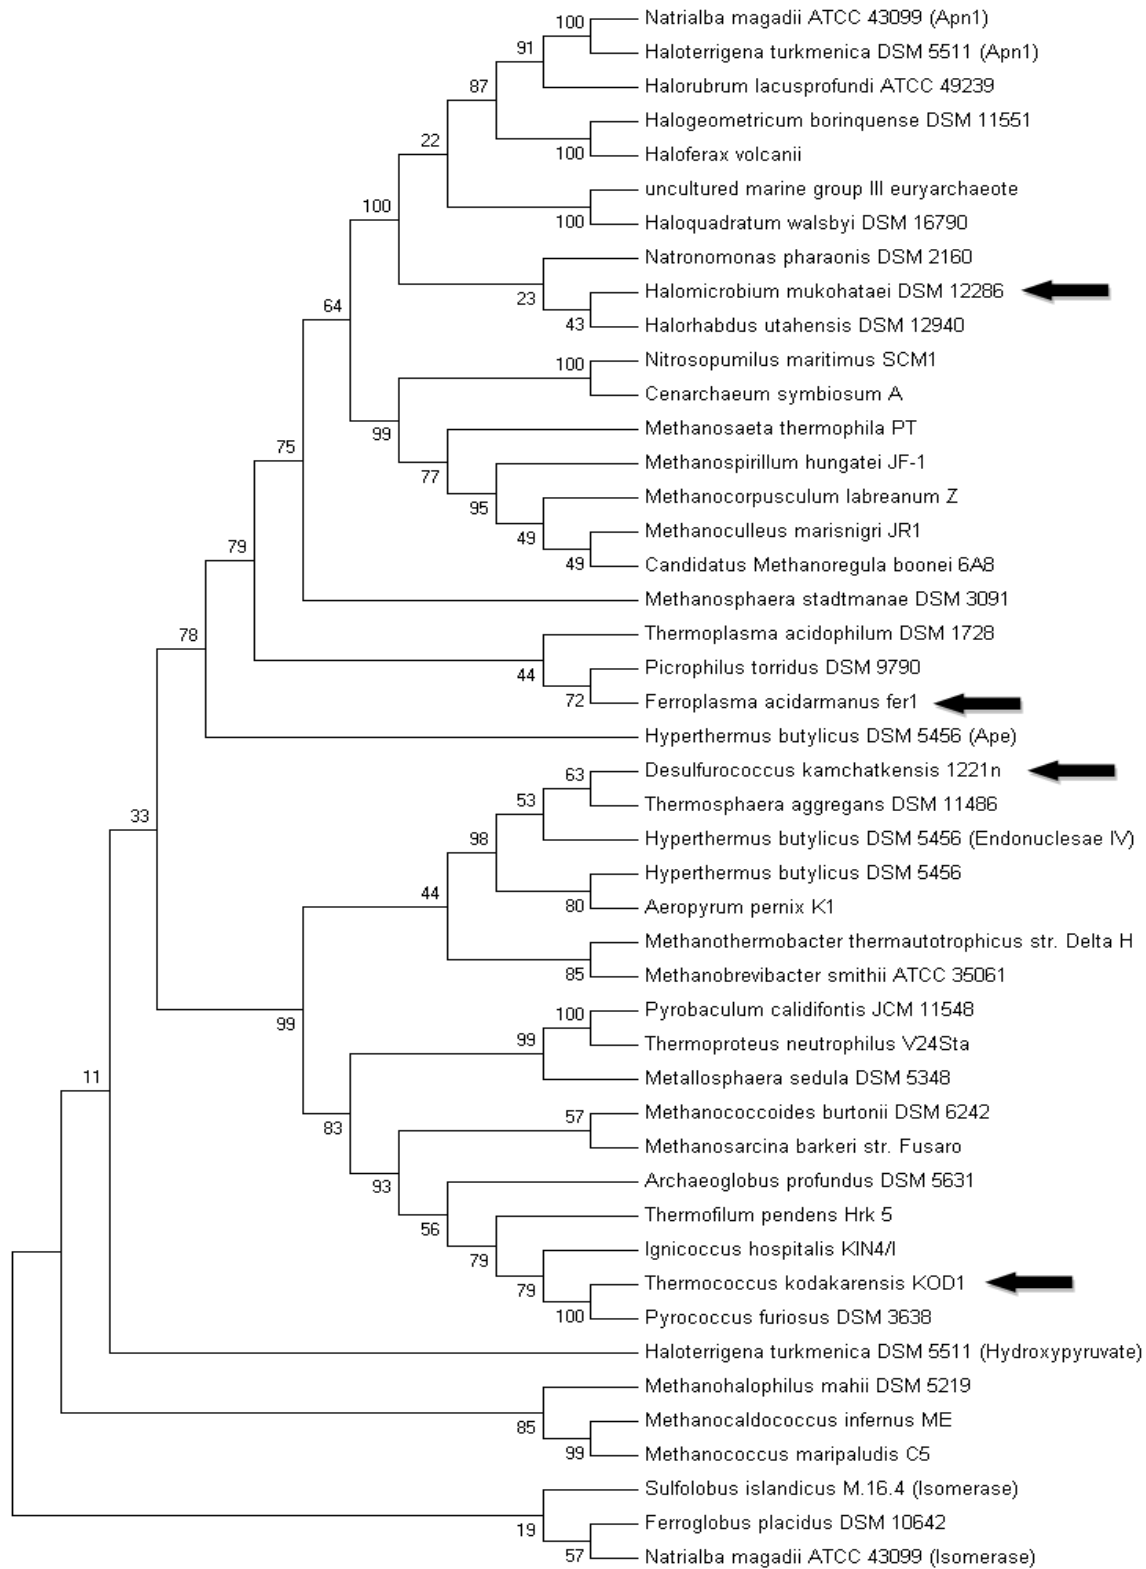 100 Natrialba magadii ATCC 43099 (Apn1)
91 Haloterrigena turkmenica DSM 5511 (Apn1)
87 Halorubrum lacusprofundi ATCC 49239
Halogeometricum borinquense DSM 11551
22 100 Haloferax volcanii
uncultured marine group III euryarchaeote
100 100 Haloquadratum walsbyi DSM 16790
Natronomonas pharaonis DSM 2160
23 Halomicrobium mukohataei DSM 12286
64 43 Halorhabdus utahensis DSM 12940
100 Nitrosopumilus maritimus SCM1
Cenarchaeum symbiosum A
99 Methanosaeta thermophila PT
75 77 Methanospirillum hungatei JF-1
95 Methanocorpusculum labreanum Z
79 49 Methanoculleus marisnigri JR1
49 Candidatus Methanoregula boonei 6A8
Methanosphaera stadtmanae DSM 3091
78 Thermoplasma acidophilum DSM 1728
44 Picrophilus torridus DSM 9790
72 Ferroplasma acidarmanus fer1
Hyperthermus butylicus DSM 5456 (Ape)
63 Desulfurococcus kamchatkensis 1221n
33 53 Thermosphaera aggregans DSM 11486
98 Hyperthermus butylicus DSM 5456 (Endonuclesae IV)
44 Hyperthermus butylicus DSM 5456
80 Aeropyrum pernix K1
Methanothermobacter thermautotrophicus str. Delta H
85 Methanobrevibacter smithii ATCC 35061
99 100 Pyrobaculum calidifontis JCM 11548
99 Thermoproteus neutrophilus V24Sta
11 Metallosphaera sedula DSM 5348
83 57 Methanococcoides burtonii DSM 6242
Methanosarcina barkeri str. Fusaro
93 Archaeoglobus profundus DSM 5631
56 Thermofilum pendens Hrk 5
79 Ignicoccus hospitalis KIN4/I
79 Thermococcus kodakarensis KOD1
100 Pyrococcus furiosus DSM 3638
Haloterrigena turkmenica DSM 5511 (Hydroxypyruvate)
Methanohalophilus mahii DSM 5219
85 Methanocaldococcus infernus ME
99 Methanococcus maripaludis C5
Sulfolobus islandicus M.16.4 (Isomerase)
19 Ferroglobus placidus DSM 10642
57 Natrialba magadii ATCC 43099 (Isomerase)